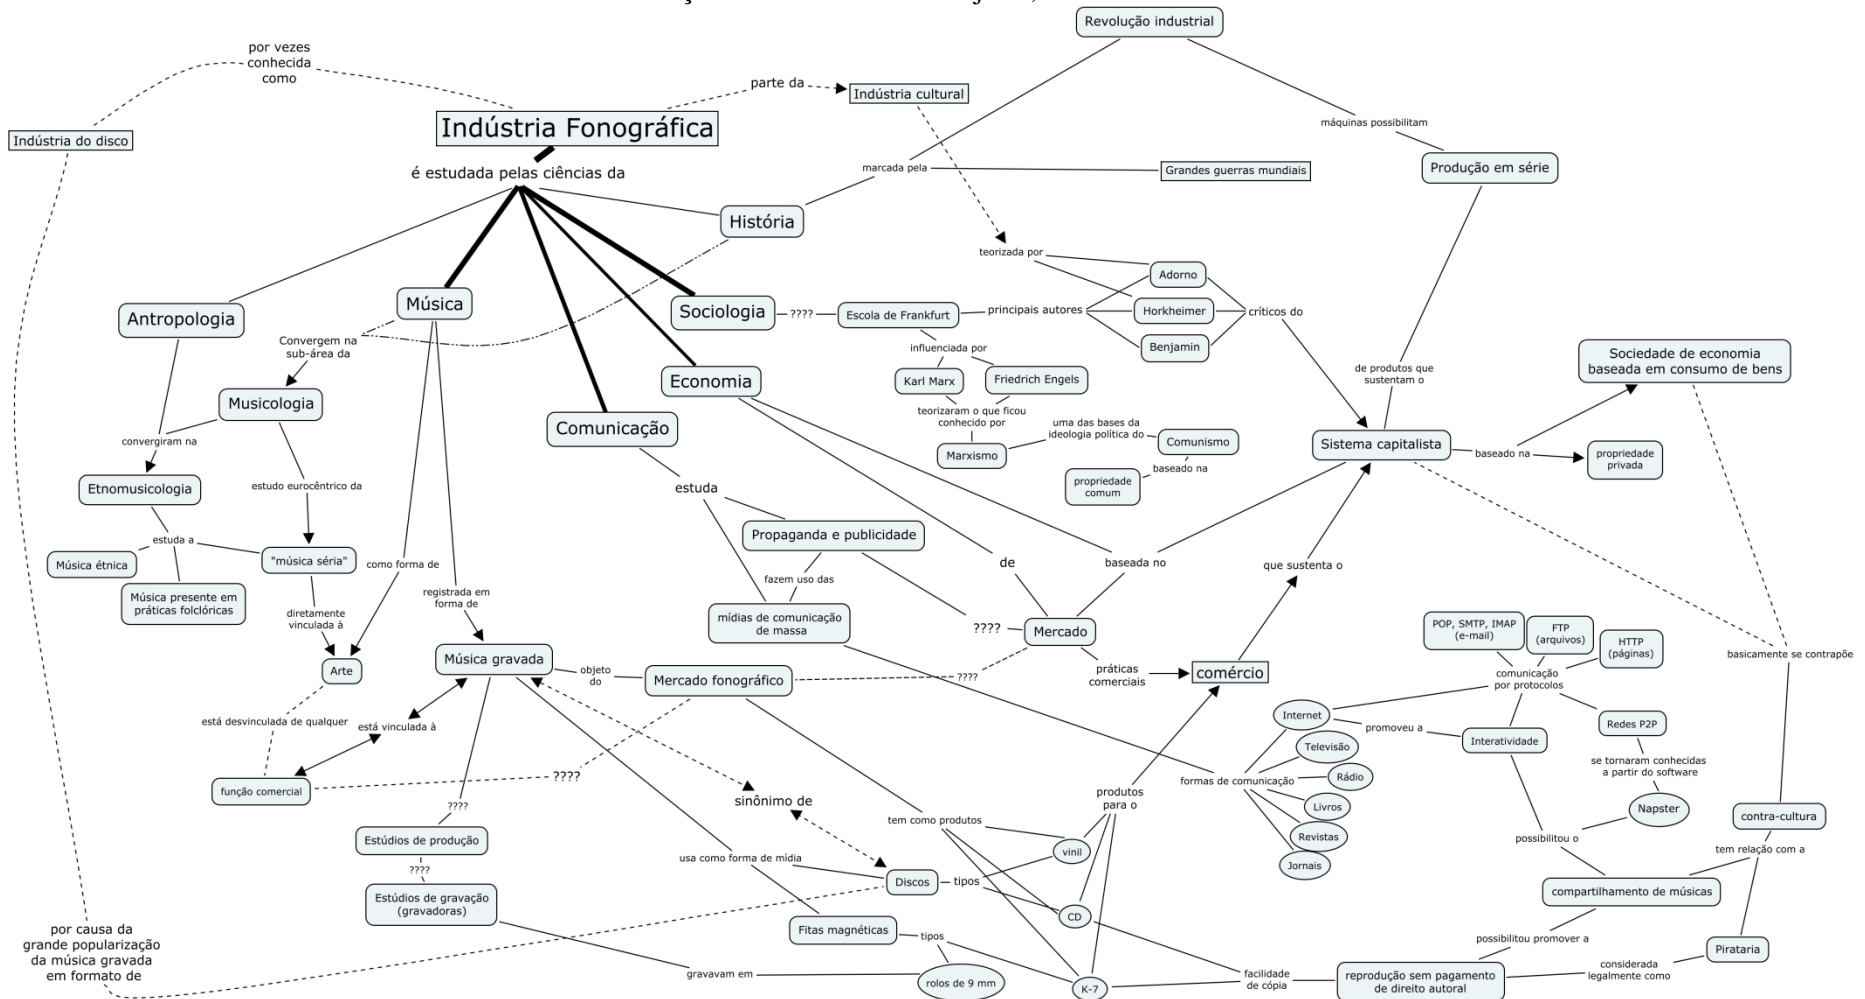 Revolução industrial
por vezes
conhecida
como
parte da
Indústria cultural
Indústria Fonográfica
máquinas possibilitam
Indústria do disco
é estudada pelas ciências da
marcada pela
Grandes guerras mundiais
Produção em série
História
teorizada por
Adorno
Antropologia
Música
Sociologia
????
Escola de Frankfurt
principais autores
Horkheimer
críticos do
Benjamin
Convergem na
sub-área da
influenciada por
Karl Marx
Friedrich Engels
de produtos que
sustentam o
Sociedade de economia
baseada em consumo de bens
Economia
Musicologia
teorizaram o que ficou
conhecido por
Comunicação
convergiram na
uma das bases da
ideologia política do
Comunismo
Marxismo
baseado na
propriedade
comum
Sistema capitalista
baseado na
propriedade
privada
Etnomusicologia
estudo eurocêntrico da
estuda
estuda a
Música étnica
"música séria"
Música presente em
práticas folclóricas
como forma de
Propaganda e publicidade
fazem uso das
de
baseada no
que sustenta o
diretamente
vinculada à
registrada em
forma de
mídias de comunicação
de massa
????
Mercado
POP, SMTP, IMAP
(e-mail)
FTP
(arquivos)
HTTP
(páginas)
basicamente se contrapõe
Arte
Música gravada
objeto
do
Mercado fonográfico
????
práticas
comerciais
comércio
comunicação
por protocolos
está desvinculada de qualquer
está vinculada à
Internet
promoveu a
Interatividade
Redes P2P
Televisão
se tornaram conhecidas
a partir do software
função comercial
????
formas de comunicação
Rádio
Livros
Revistas
Jornais
Napster
????
sinônimo de
produtos
para o
tem como produtos
contra-cultura
Estúdios de produção
possibilitou o
tem relação com a
vinil
usa como forma de mídia
????
Discos
tipos
Estúdios de gravação
(gravadoras)
compartilhamento de músicas
CD
Fitas magnéticas
tipos
por causa da
grande popularização
da música gravada
em formato de
possibilitou promover a
Pirataria
gravavam em
rolos de 9 mm
K-7
facilidade
de cópia
reprodução sem pagamento
de direito autoral
considerada
legalmente como